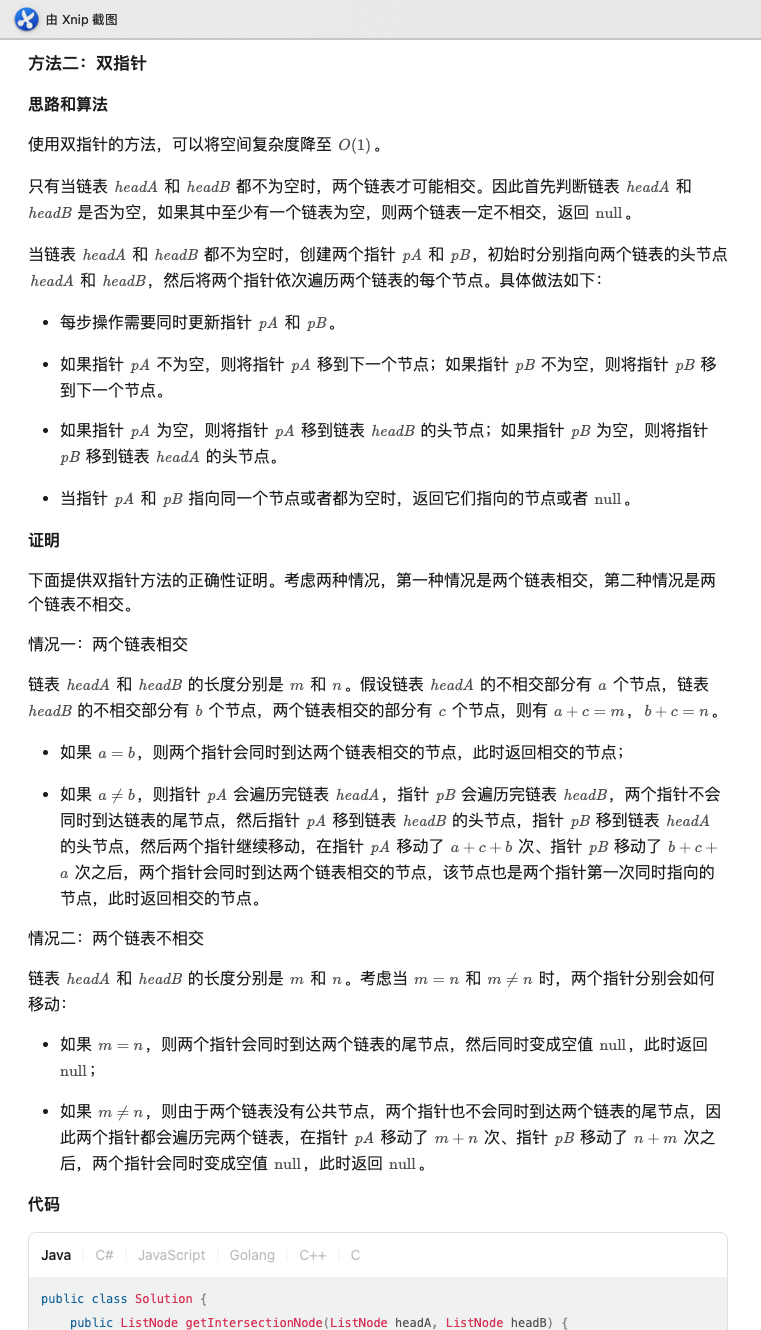 由 Xnip 截图
方法二：双指针
思路和算法
使用双指针的方法，可以将空间复杂度降至 O(1)。
只有当链表 headA 和 headB 都不为空时，两个链表才可能相交。因此首先判断链表 headA 和
headB 是否为空，如果其中至少有一个链表为空，则两个链表一定不相交，返回 null。
当链表 headA 和 headB 都不为空时，创建两个指针 pA 和 pB，初始时分别指向两个链表的头节点
headA 和 headB，然后将两个指针依次遍历两个链表的每个节点。具体做法如下：
• 每步操作需要同时更新指针 pA 和 pB。
• 如果指针 pA 不为空，则将指针 pA 移到下一个节点；如果指针 pB 不为空，则将指针 pB 移
到下一个节点。
• 如果指针 pA 为空，则将指针 pA 移到链表 headB 的头节点；如果指针 pB 为空，则将指针
pB 移到链表 headA 的头节点。
• 当指针 pA 和 pB 指向同一个节点或者都为空时，返回它们指向的节点或者 null。
证明
下面提供双指针方法的正确性证明。考虑两种情况，第一种情况是两个链表相交，第二种情况是两
个链表不相交。
情况一：两个链表相交
链表 headA 和 headB 的长度分别是 m 和 n。假设链表 headA 的不相交部分有 a 个节点，链表
headB 的不相交部分有 b 个节点，两个链表相交的部分有 c 个节点，则有 a + c = m，b + c = n。
• 如果 a = b，则两个指针会同时到达两个链表相交的节点，此时返回相交的节点；
• 如果 a ≠ b，则指针 pA 会遍历完链表 headA，指针 pB 会遍历完链表 headB，两个指针不会
同时到达链表的尾节点，然后指针 pA 移到链表 headB 的头节点，指针 pB 移到链表 headA
的头节点，然后两个指针继续移动，在指针 pA 移动了 a + c + b 次、指针 pB 移动了 b + c +
a 次之后，两个指针会同时到达两个链表相交的节点，该节点也是两个指针第一次同时指向的
节点，此时返回相交的节点。
情况二：两个链表不相交
链表 headA 和 headB 的长度分别是 m 和 n。考虑当 m = n 和 m ≠ n 时，两个指针分别会如何
移动：
• 如果 m = n，则两个指针会同时到达两个链表的尾节点，然后同时变成空值 null，此时返回
null；
• 如果 m ≠ n，则由于两个链表没有公共节点，两个指针也不会同时到达两个链表的尾节点，因
此两个指针都会遍历完两个链表，在指针 pA 移动了 m + n 次、指针 pB 移动了 n + m 次之
后，两个指针会同时变成空值 null，此时返回 null。
代码
Java C# JavaScript Golang C++ C
public class Solution {
public ListNode getIntersectionNode(ListNode headA, ListNode headB) {